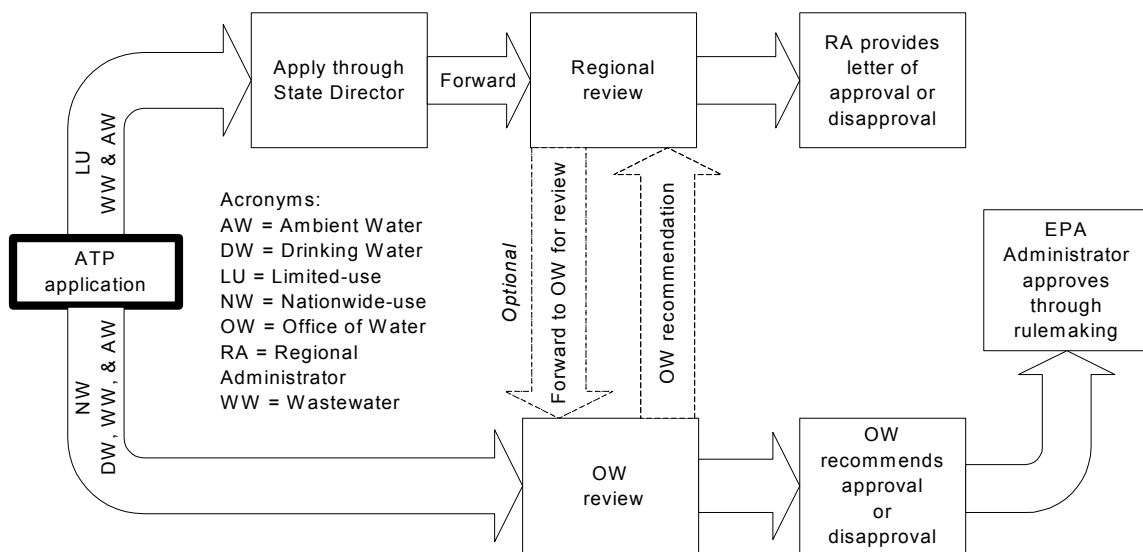 Apply through
State Director
Forward
Regional
review
RA provides
letter of
approval or
disapproval
LU
WW & AW
ATP
application
NW
DW, WW, & AW
Acronyms:
AW = Ambient Water
DW = Drinking Water
LU = Limited-use
NW = Nationwide-use
OW = Office of Water
RA = Regional
Administrator
WW = Wastewater
Optional
Forward to OW for review
OW recommendation
EPA
Administrator
approves
through
rulemaking
OW
review
OW
recommends
approval
or
disapproval